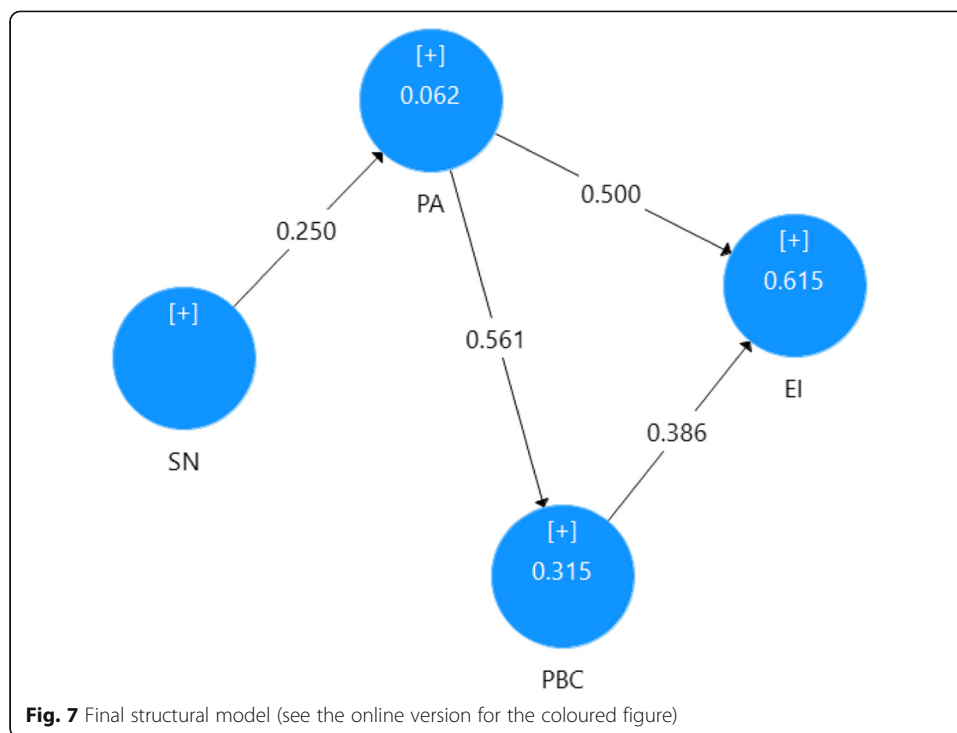 [+]
0.062
PA
0.250
0.500
[+]
0.615
EI
[+]
SN
0.561
0.386
[+]
0.315
PBC
Fig. 7 Final structural model (see the online version for the coloured figure)